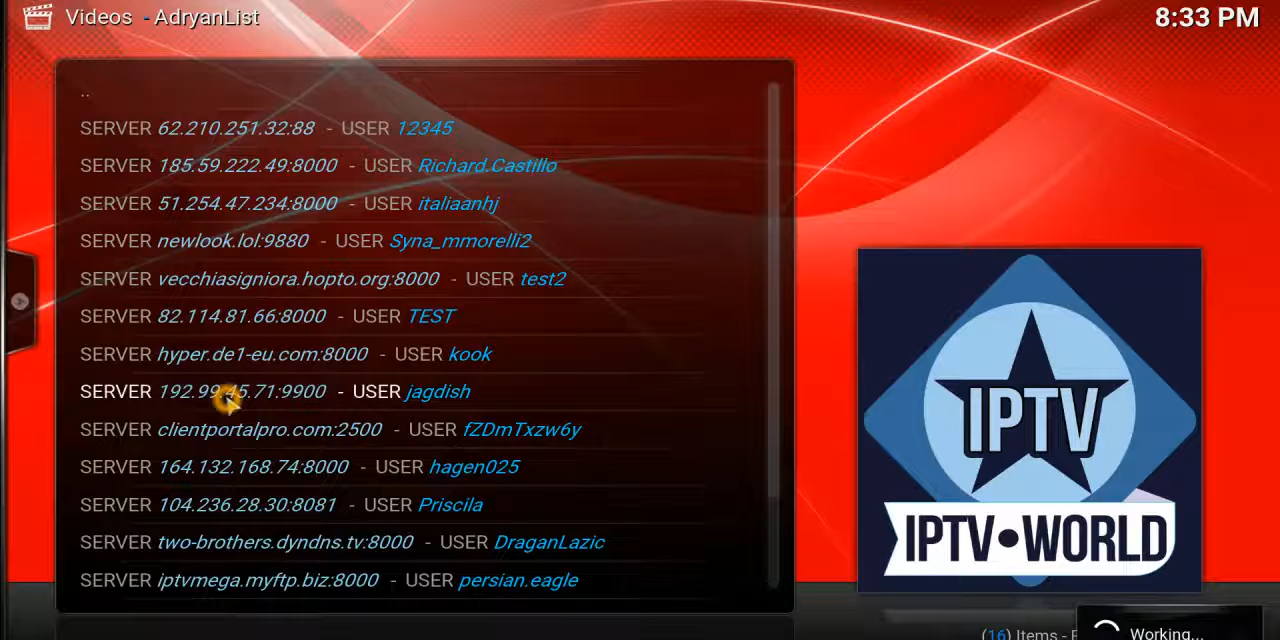 Videos - AdryanList
8:33 PM
..
SERVER 62.210.251.32:88 - USER 12345
SERVER 185.59.222.49:8000 - USER Richard.Castillo
SERVER 51.254.47.234:8000 - USER italiaanhj
SERVER newlook.lol:9880 - USER Syna_mmorelli2
SERVER vecchiasigniora.hopto.org:8000 - USER test2
SERVER 82.114.81.66:8000 - USER TEST
SERVER hyper.de1-eu.com:8000 - USER kook
SERVER 192.99.45.71:9900 - USER jagdish
SERVER clientportalpro.com:2500 - USER fZDmTxzw6y
SERVER 164.132.168.74:8000 - USER hagen025
SERVER 104.236.28.30:8081 - USER Priscila
SERVER two-brothers.dyndns.tv:8000 - USER DraganLazic
SERVER iptvmega.myftp.biz:8000 - USER persian.eagle
IPTV
IPTV•WORLD
(16) Items -
Working...